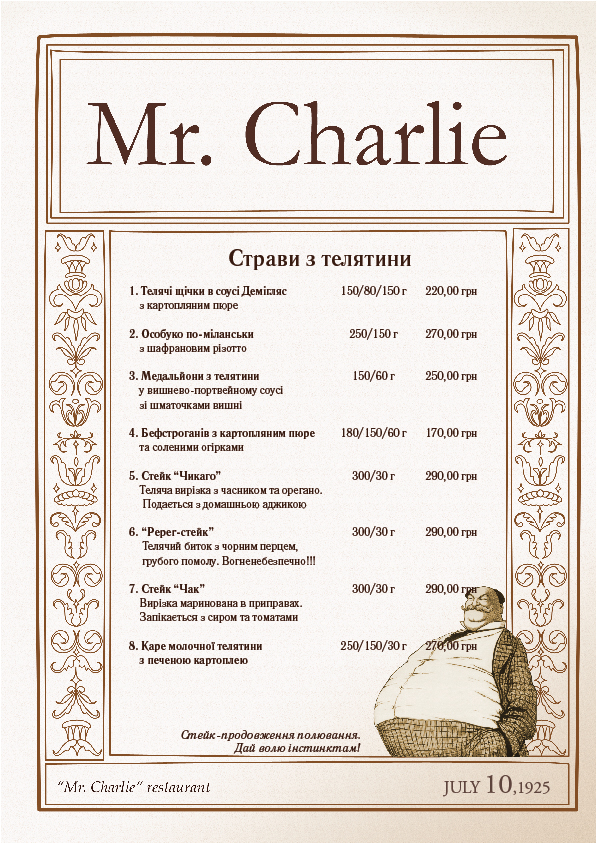 Mr. Charlie
Страви з телятини
1. Телячі щічки в соусі Деміґляс 150/80/150 г 220,00 грн
з картопляним пюре
2. Особуко по-міланськи 250/150 г 270,00 грн
з шафрановим різотто
3. Медальйони з телятини 150/60 г 250,00 грн
у вишнево-портвейному соусі
зі шматочками вишні
4. Бефстроганів з картопляним пюре 180/150/60 г 170,00 грн
та солеными огірками
5. Стейк “Чикаго” 300/30 г 290,00 грн
Теляча вирізка з часником та орегано.
Подається з домашньою аджикою
6. “Pepper-стейк” 300/30 г 290,00 грн
Телячий биток з чорним перцем,
грубого помолу. Вогненебезпечно!!!
7. Стейк “Чак” 300/30 г 290,00 грн
Вирізка маринована в приправах.
Запікається з сиром та томатами
8. Каре молочної телятини 250/150/30 г 270,00 грн
з печеною картоплею
Стейк-продовження полювання.
Дай волю інстинктам!
“Mr. Charlie” restaurant JULY 10,1925